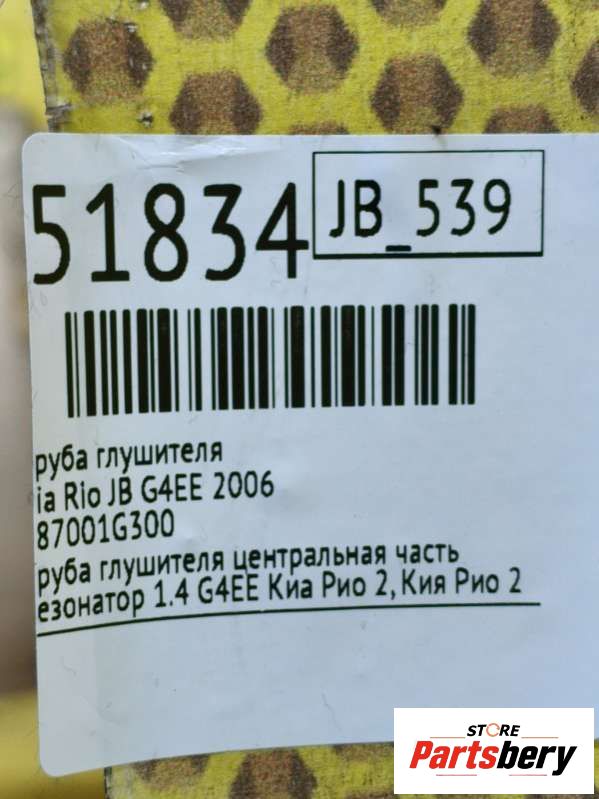 51834
JB_539
руба глушителя
ia Rio JB G4EE 2006
87001G300
руба глушителя центральная часть
езонатор 1.4 G4EE Киа Рио 2, Кия Рио 2
STORE
Partsbery